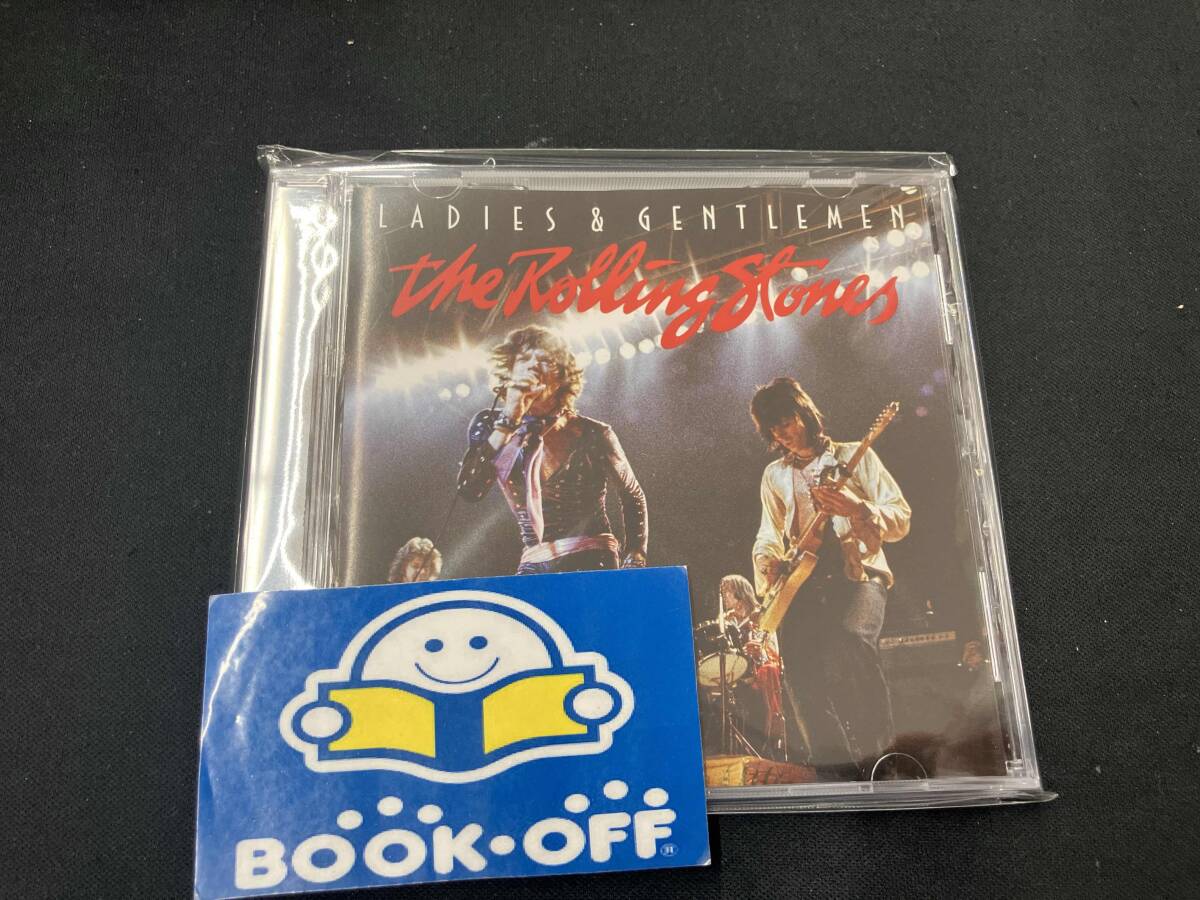 LADIES & GENTLEMEN
the Rolling Stones
BOOK·OFF